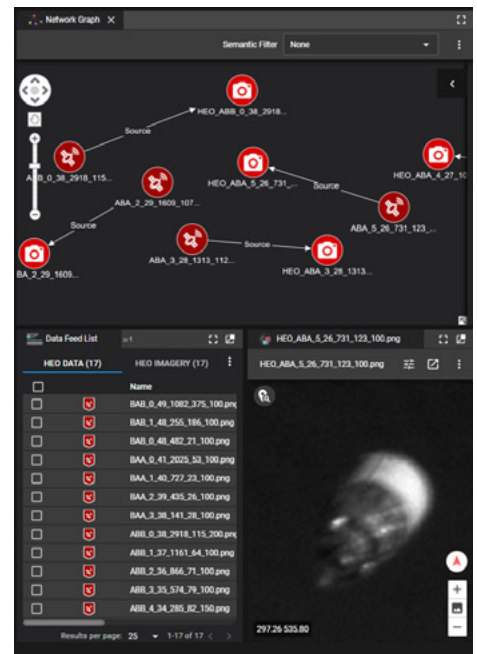 Network Graph
Semantic Filter None
HEO_ABB_0_38_2918...
Source
ABB_0_38_2918_115...
HEO_ABA_5_26_731_...
HEO_ABA_4_27_10
ABA_2_29_1609_107...
Source
ABA_5_26_731_123_...
Source
BA_2_29_1609...
ABA_3_28_1313_112...
Source
HEO_ABA_3_28_1313...
Data Feed List
HEO_ABA_5_26_731_123_100.png
HEO DATA (17) HEO IMAGERY (17)
HEO_ABA_5_26_731_123_100.png
Name
BAB_0_49_1082_375_100.png
BAB_1_48_255_186_100.png
BAB_0_48_482_21_100.png
BAA_0_41_2025_53_100.png
BAA_1_40_727_23_100.png
BAA_2_39_435_26_100.png
BAA_3_38_141_28_100.png
ABB_0_38_2918_115_200.png
ABB_1_37_1161_64_100.png
ABB_2_36_866_71_100.png
ABB_3_35_574_79_100.png
ABB_4_34_285_82_150.png
Results per page: 25 1-17 of 17
297.26 535.80